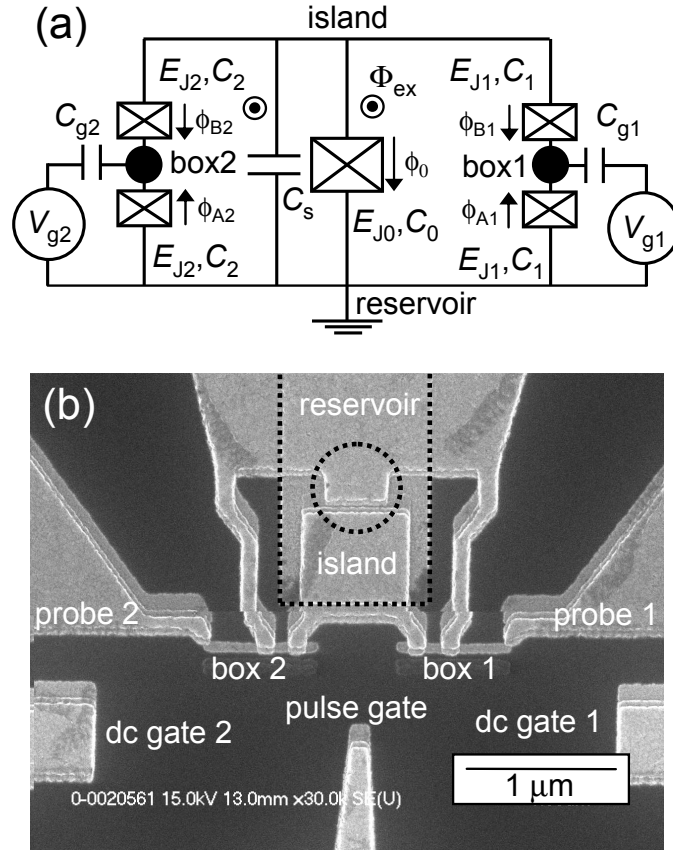 (a)
island
E_J2,C_2
E_J1,C_1
Φ_ex
C_g2
ϕ_B2
ϕ_B1
C_g1
box2
box1
ϕ_0
V_g2
ϕ_A2
C_s
ϕ_A1
V_g1
E_J0,C_0
E_J2,C_2
E_J1,C_1
reservoir
(b)
reservoir
island
probe 2
probe 1
box 2
box 1
pulse gate
dc gate 2
dc gate 1
1 μm
0-0020561 15.0kV 13.0mm x30.0k SE(U)